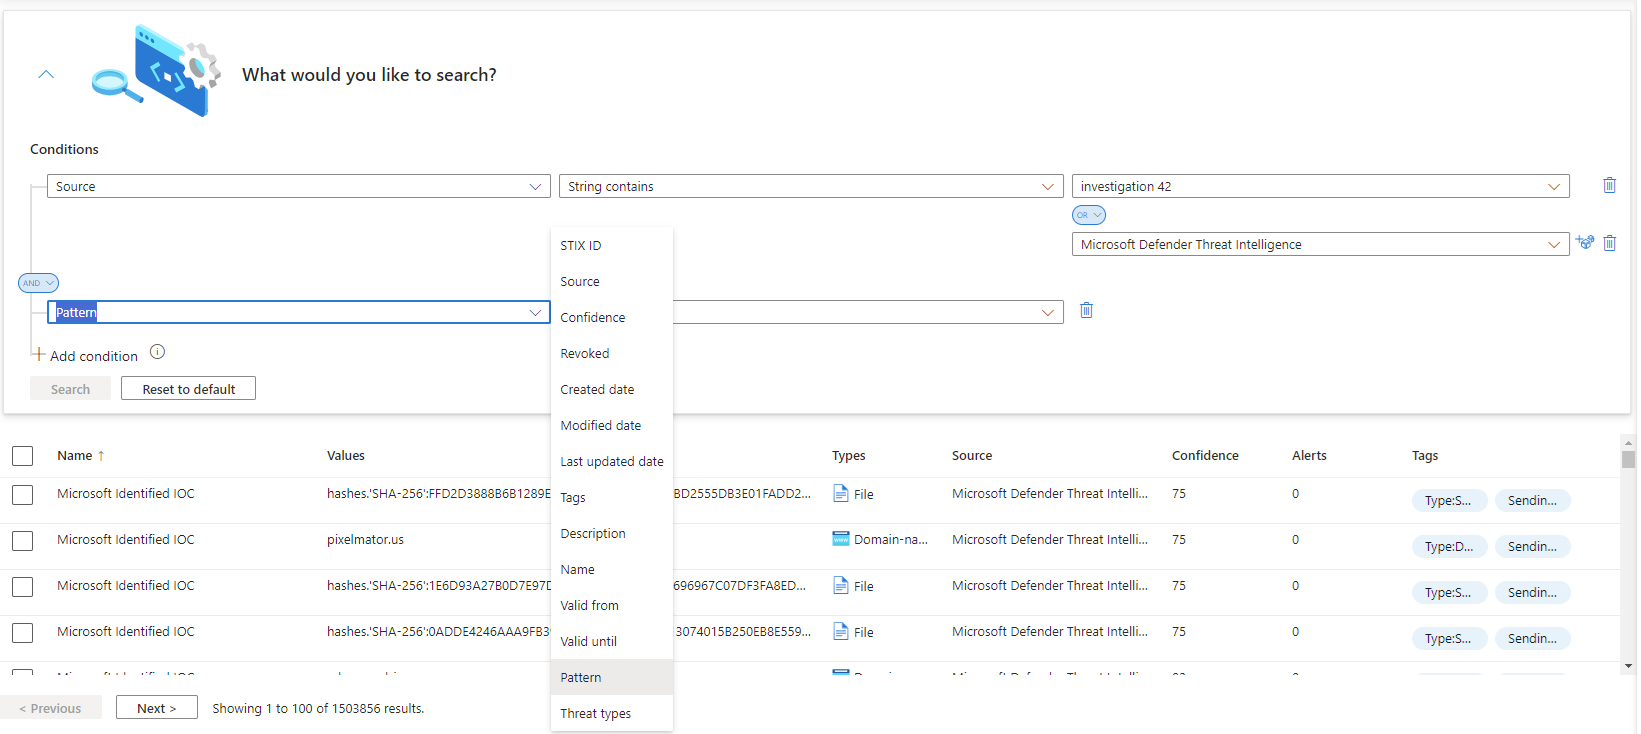 What would you like to search?
Conditions
Source String contains investigation 42
OR
Microsoft Defender Threat Intelligence
AND
Pattern
Add condition
Search Reset to default
STIX ID
Source
Confidence
Revoked
Created date
Modified date
Last updated date
Tags
Description
Name
Valid from
Valid until
Pattern
Threat types
Name ↑ Values Types Source Confidence Alerts Tags
Microsoft Identified IOC hashes.'SHA-256':FFD2D3888B6B1289E BD2555DB3E01FADD2... File Microsoft Defender Threat Intelli... 75 0 Type:S... Sendin...
Microsoft Identified IOC pixelmator.us Domain-na... Microsoft Defender Threat Intelli... 75 0 Type:D... Sendin...
Microsoft Identified IOC hashes.'SHA-256':1E6D93A27B0D7E97D 696967C07DF3FA8ED... File Microsoft Defender Threat Intelli... 75 0 Type:S... Sendin...
Microsoft Identified IOC hashes.'SHA-256':0ADDE4246AAA9FB39 3074015B250EB8E559... File Microsoft Defender Threat Intelli... 75 0 Type:S... Sendin...
< Previous Next > Showing 1 to 100 of 1503856 results.